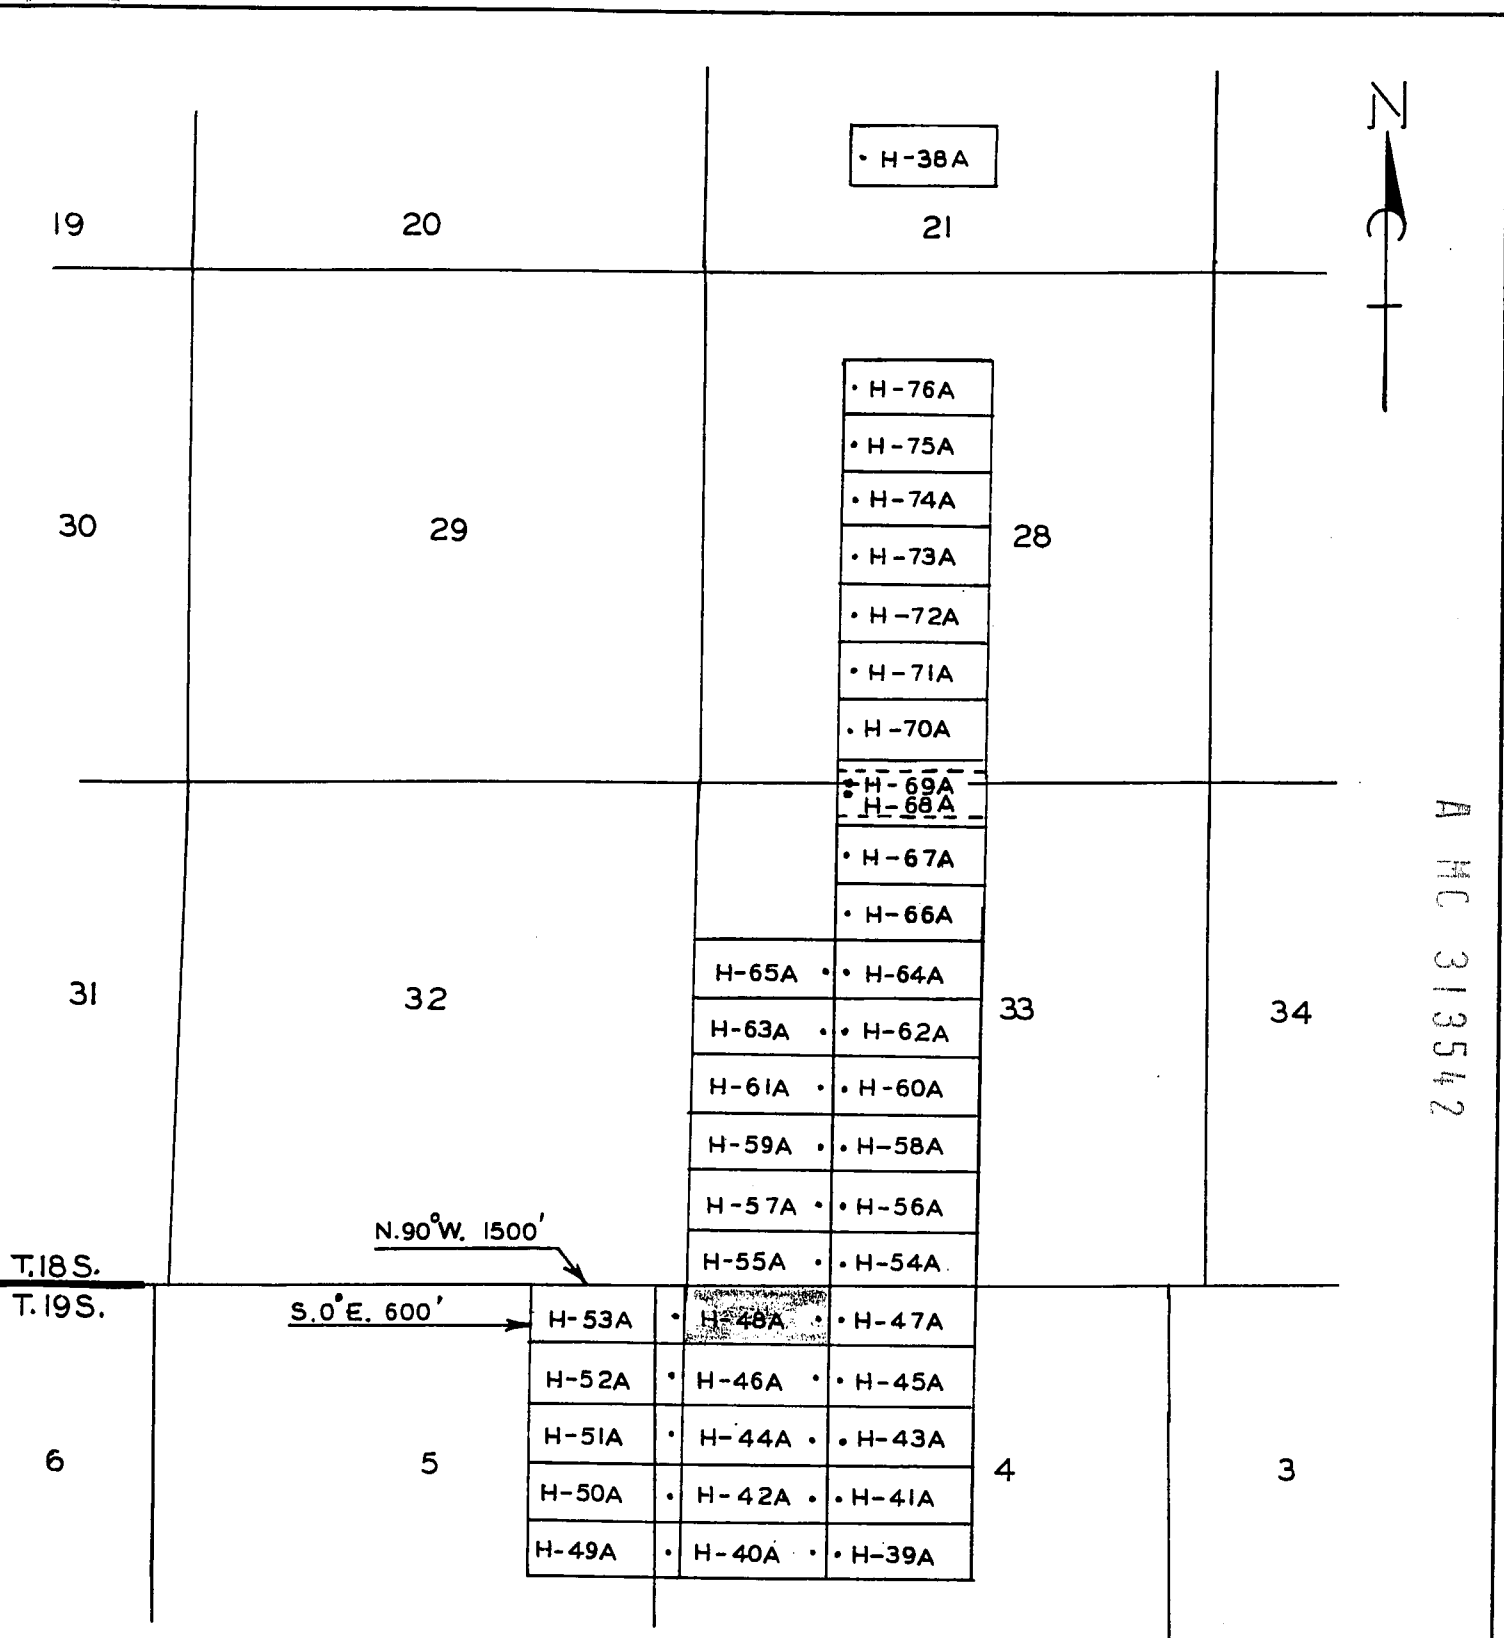 N
H-38A
19 20 21
H-76A
H-75A
H-74A
30 29 H-73A 28
H-72A
H-71A
H-70A
H-69A
H-68A
H-67A
H-66A
H-65A H-64A
31 32 33 34
H-63A H-62A
H-61A H-60A
H-59A H-58A
H-57A H-56A
N.90°W. 1500'
H-55A H-54A
T.18S.
T.19S.
S.0°E. 600' H-53A H-48A H-47A
H-52A H-46A H-45A
H-51A H-44A H-43A
6 5 4 3
H-50A H-42A H-41A
H-49A H-40A H-39A
A MC 313542